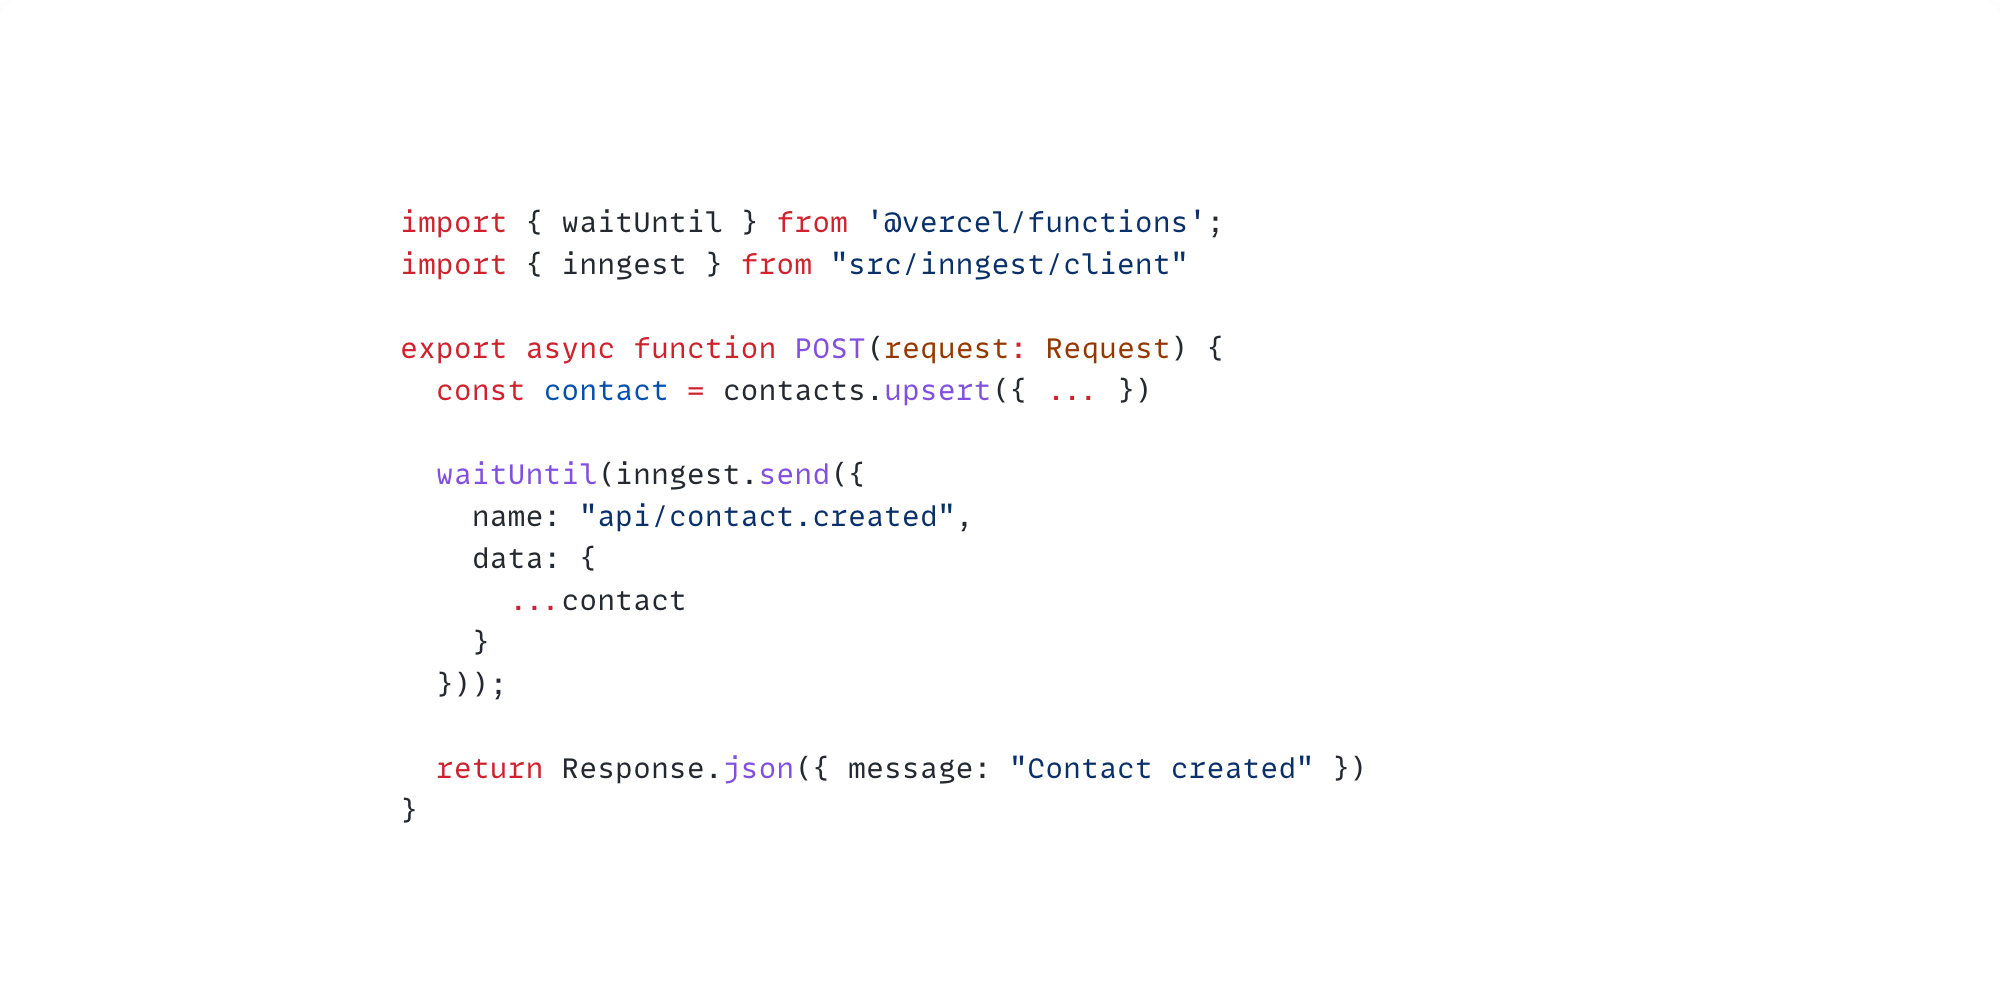 import { waitUntil } from '@vercel/functions';
import { inngest } from "src/inngest/client"

export async function POST(request: Request) {
  const contact = contacts.upsert({ ... })

  waitUntil(inngest.send({
    name: "api/contact.created",
    data: {
      ...contact
    }
  }));

  return Response.json({ message: "Contact created" })
}